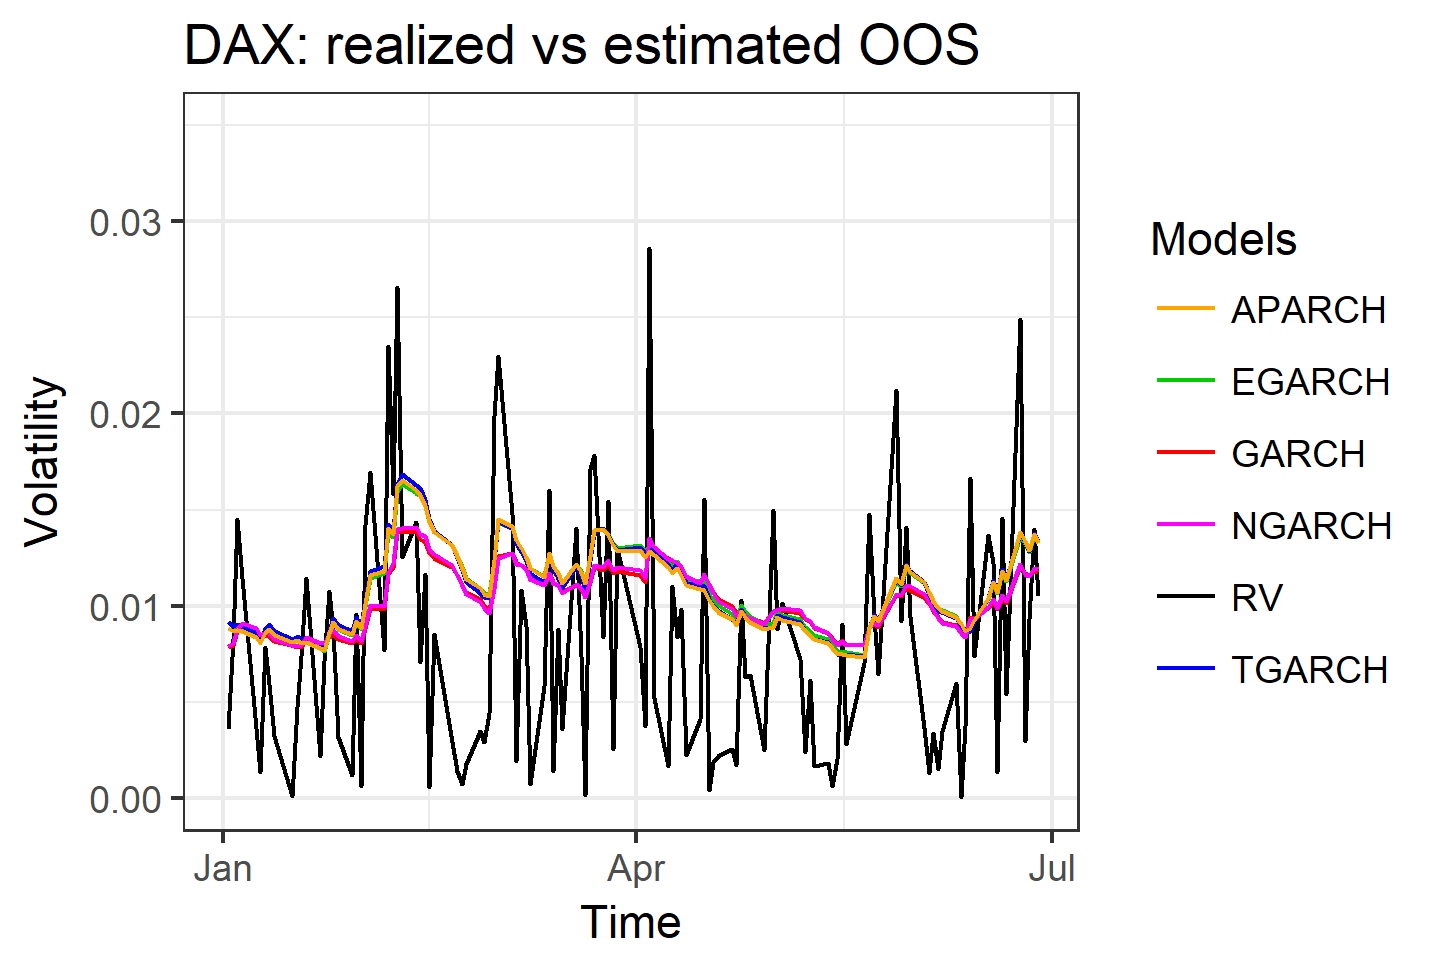 DAX: realized vs estimated OOS
Volatility
0.03
0.02
0.01
0.00
Jan
Apr
Jul
Time
Models
APARCH
EGARCH
GARCH
NGARCH
RV
TGARCH